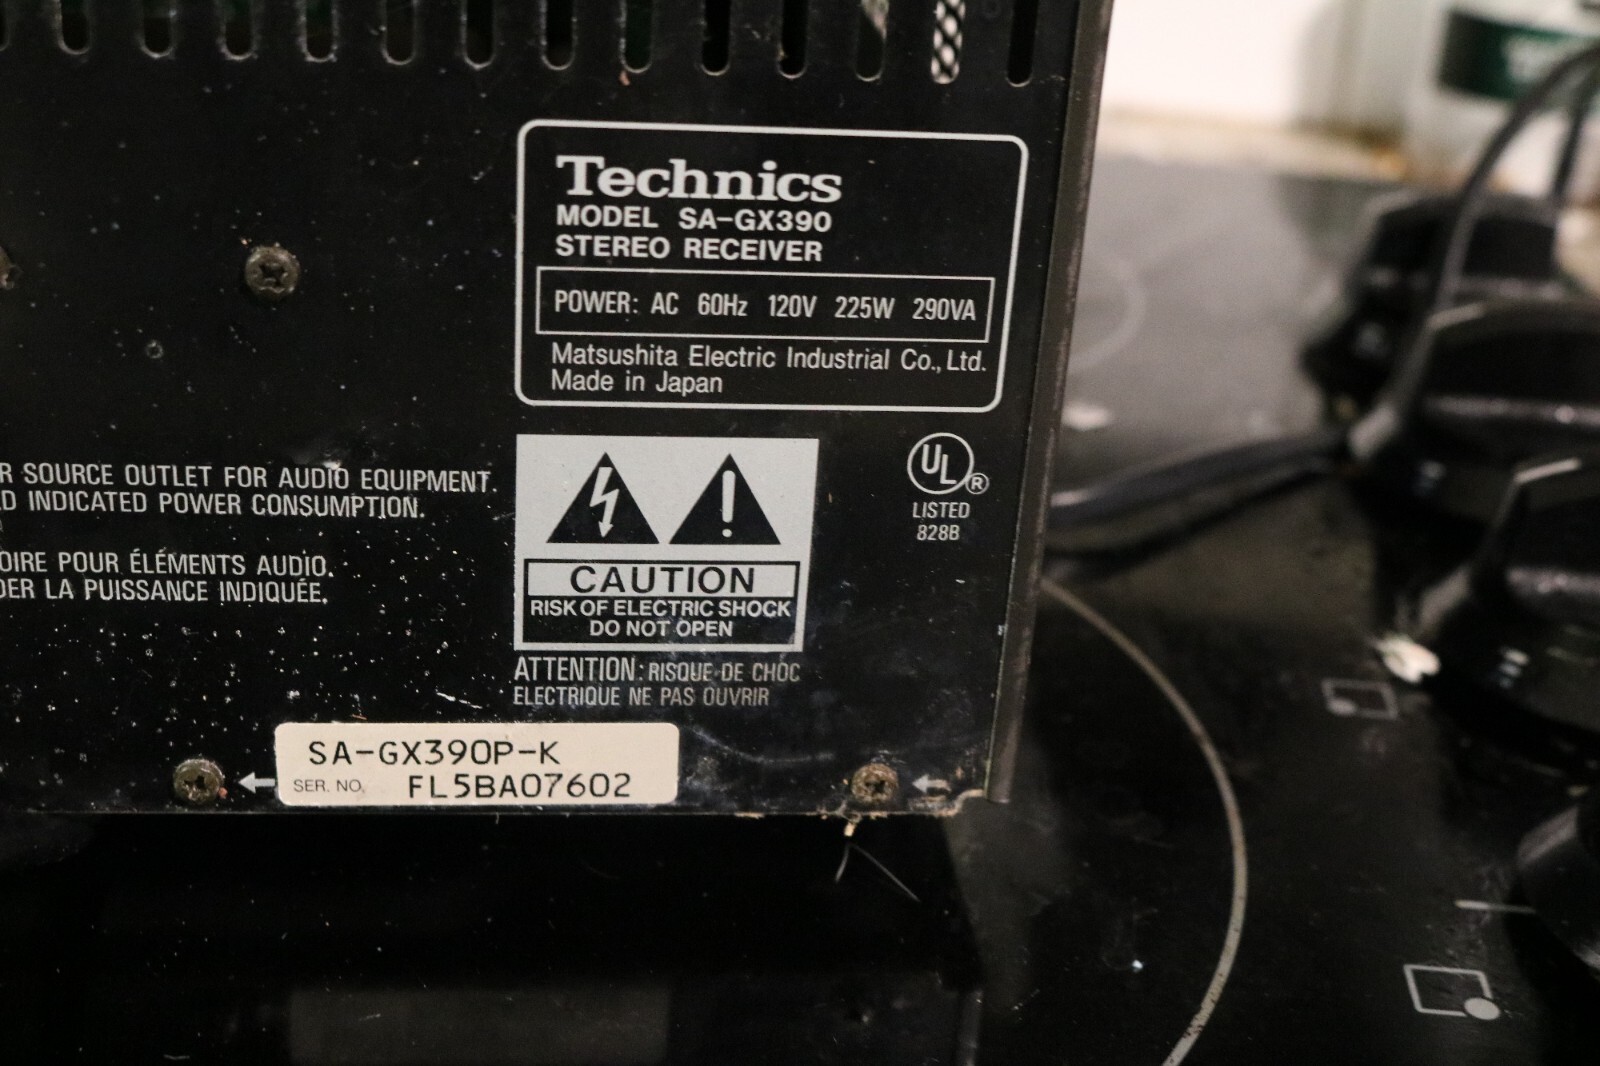 Technics
MODEL SA-GX390
STEREO RECEIVER
POWER: AC 60Hz 120V 225W 290VA
Matsushita Electric Industrial Co., Ltd.
Made in Japan
R SOURCE OUTLET FOR AUDIO EQUIPMENT.
D INDICATED POWER CONSUMPTION.
OIRE POUR ÉLÉMENTS AUDIO.
DER LA PUISSANCE INDIQUÉE.
UL ®
LISTED
828B
CAUTION
RISK OF ELECTRIC SHOCK
DO NOT OPEN
ATTENTION: RISQUE DE CHOC
ELECTRIQUE NE PAS OUVRIR
SA-GX390P-K
SER. NO. FL5BA07602